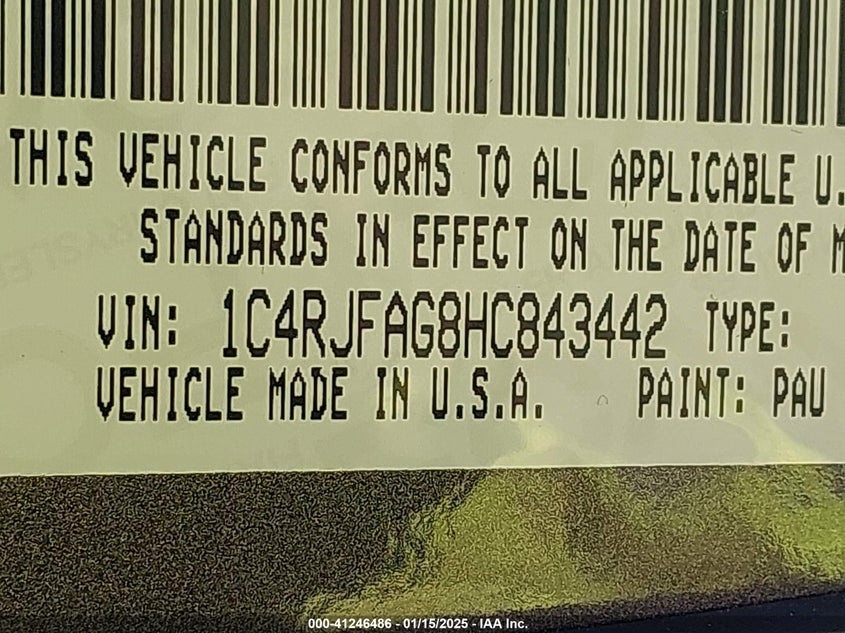 THIS VEHICLE CONFORMS TO ALL APPLICABLE U.
STANDARDS IN EFFECT ON THE DATE OF M
VIN: 1C4RJFAG8HC843442 TYPE:
VEHICLE MADE IN U.S.A. PAINT: PAU
000-41246486 - 01/15/2025 - IAA Inc.